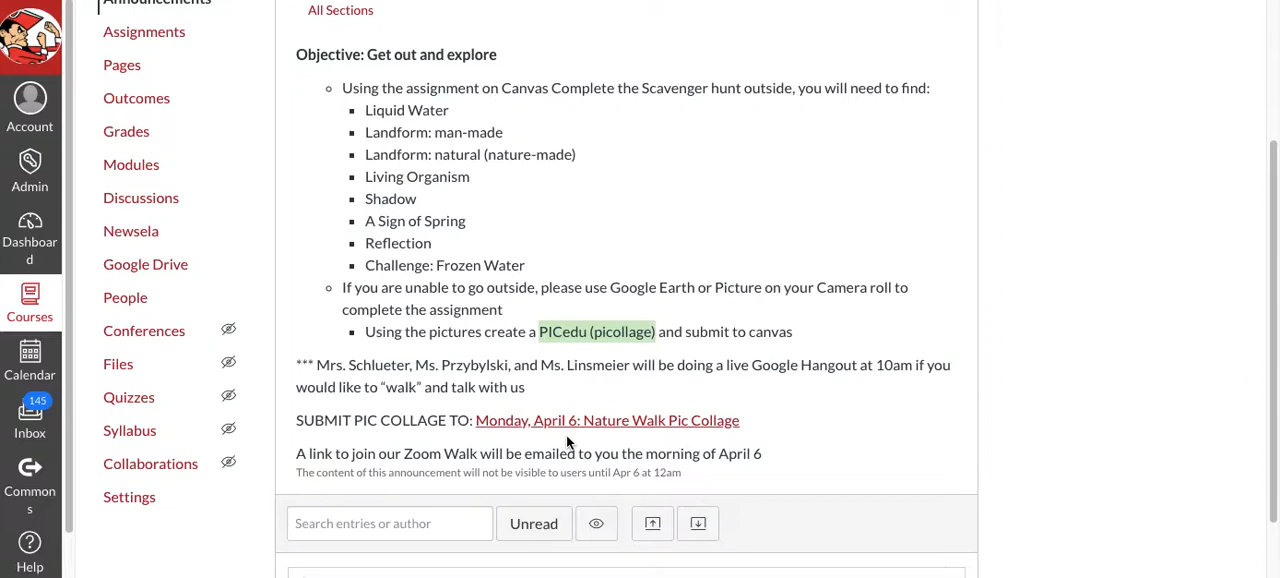 Announcements
Assignments
Pages
Outcomes
Grades
Modules
Discussions
Newsela
Google Drive
People
Conferences
Files
Quizzes
Syllabus
Collaborations
Settings
Account
Admin
Dashboar
d
Courses
Calendar
145
Inbox
Common
s
Help
All Sections
Objective: Get out and explore
Using the assignment on Canvas Complete the Scavenger hunt outside, you will need to find:
Liquid Water
Landform: man-made
Landform: natural (nature-made)
Living Organism
Shadow
A Sign of Spring
Reflection
Challenge: Frozen Water
If you are unable to go outside, please use Google Earth or Picture on your Camera roll to
complete the assignment
Using the pictures create a PICedu (picollage) and submit to canvas
*** Mrs. Schlueter, Ms. Przybylski, and Ms. Linsmeier will be doing a live Google Hangout at 10am if you
would like to “walk” and talk with us
SUBMIT PIC COLLAGE TO: Monday, April 6: Nature Walk Pic Collage
A link to join our Zoom Walk will be emailed to you the morning of April 6
The content of this announcement will not be visible to users until Apr 6 at 12am
Search entries or author
Unread